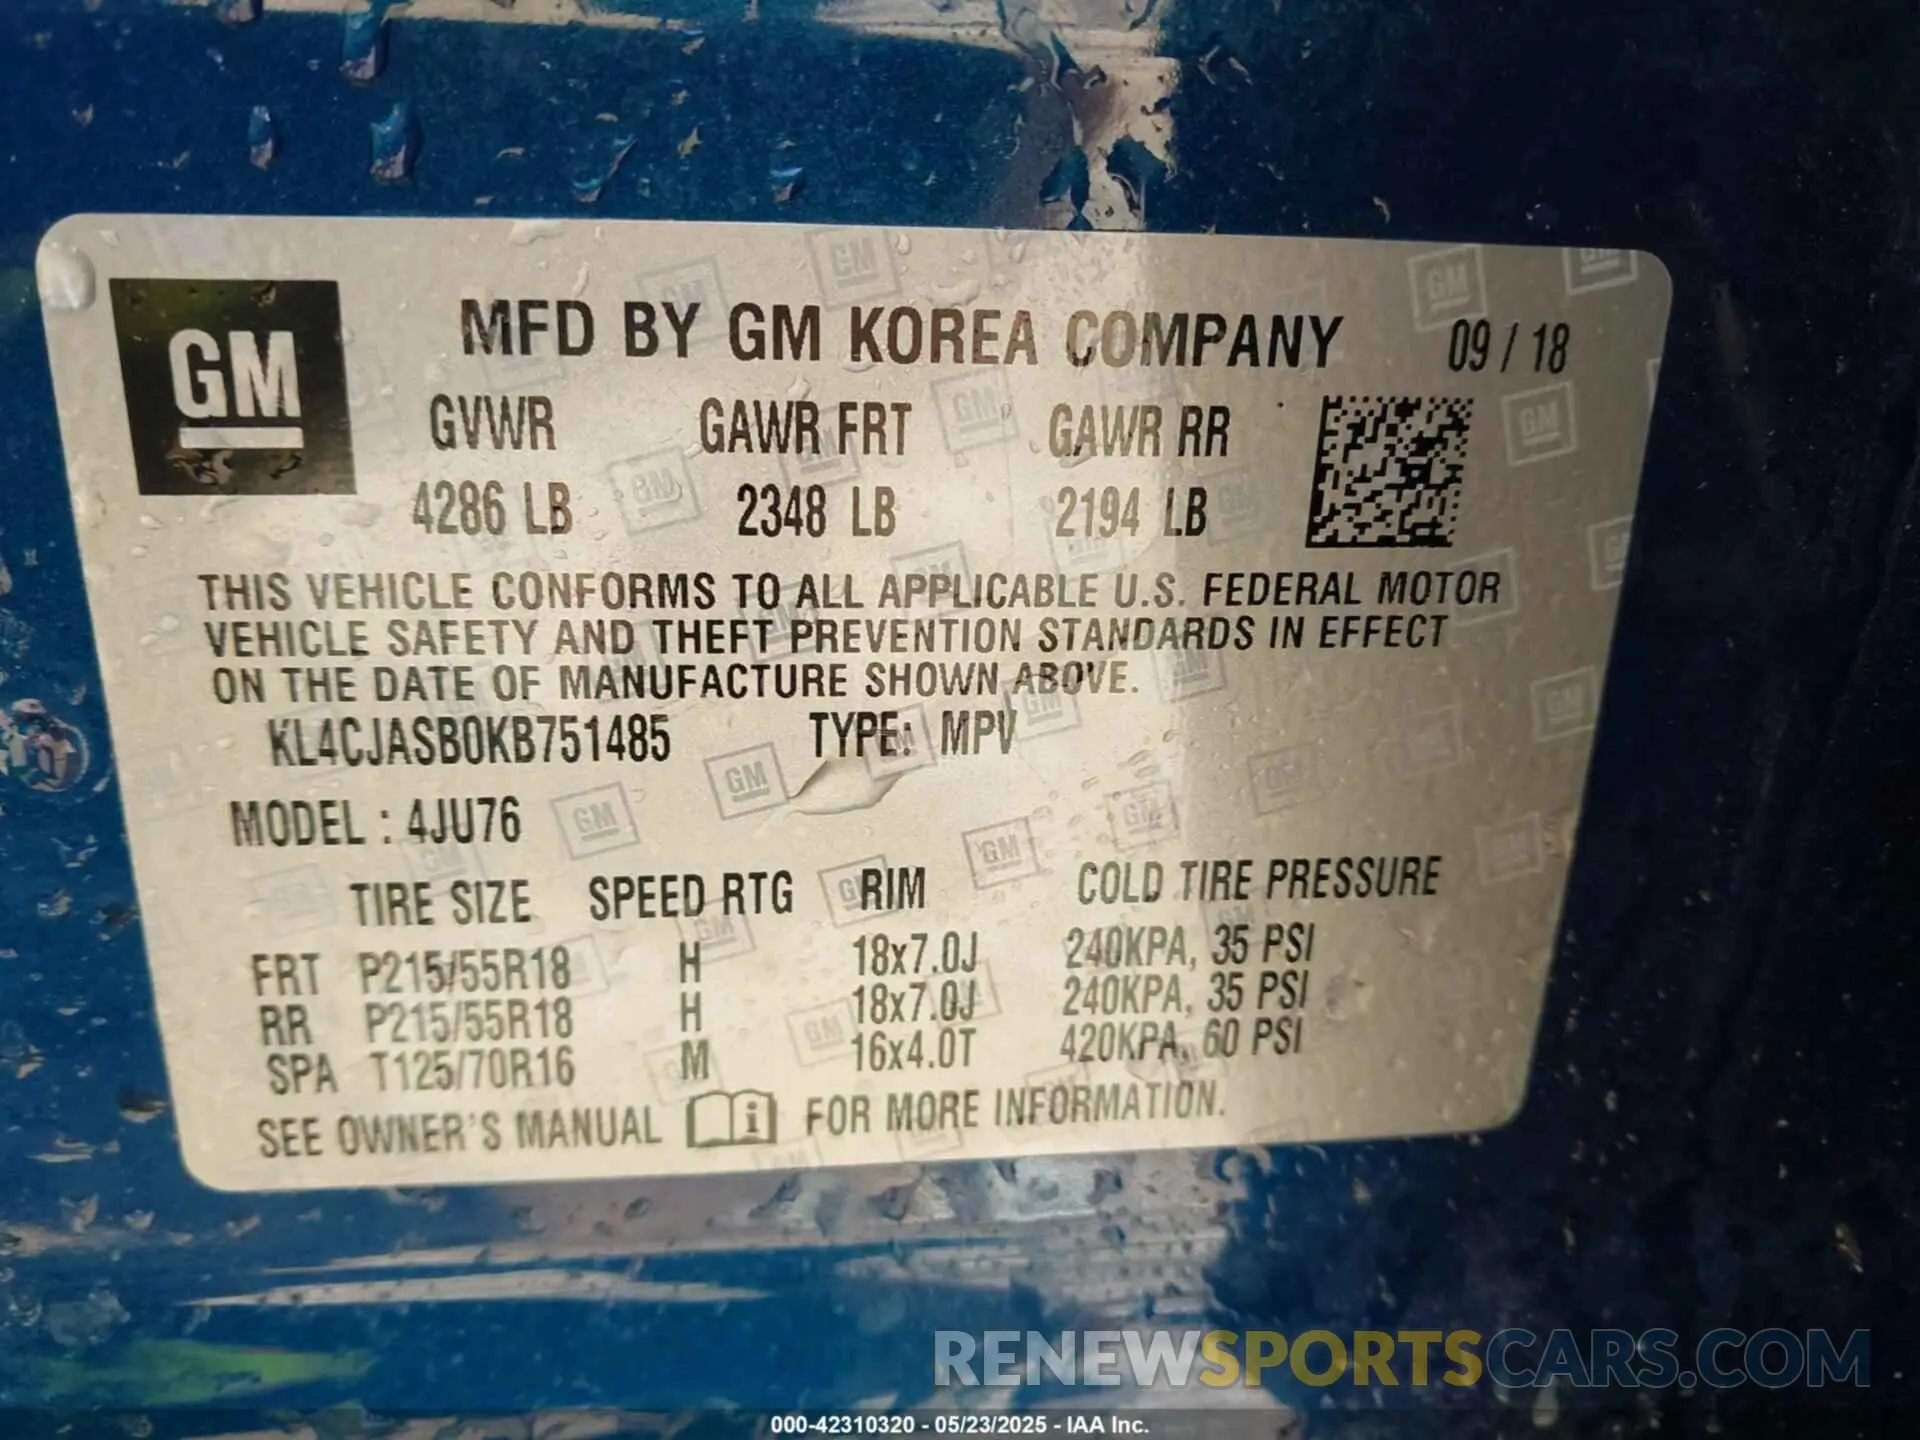 GM
MFD BY GM KOREA COMPANY 09 / 18
GVWR GAWR FRT GAWR RR
4286 LB 2348 LB 2194 LB
THIS VEHICLE CONFORMS TO ALL APPLICABLE U.S. FEDERAL MOTOR
VEHICLE SAFETY AND THEFT PREVENTION STANDARDS IN EFFECT
ON THE DATE OF MANUFACTURE SHOWN ABOVE.
KL4CJASB0KB751485 TYPE: MPV
MODEL : 4JU76
TIRE SIZE SPEED RTG RIM COLD TIRE PRESSURE
FRT P215/55R18 H 18x7.0J 240KPA, 35 PSI
RR P215/55R18 H 18x7.0J 240KPA, 35 PSI
SPA T125/70R16 M 16x4.0T 420KPA, 60 PSI
SEE OWNER'S MANUAL i FOR MORE INFORMATION.
RENEWSPORTSCARS.COM
000-42310320 - 05/23/2025 - IAA Inc.